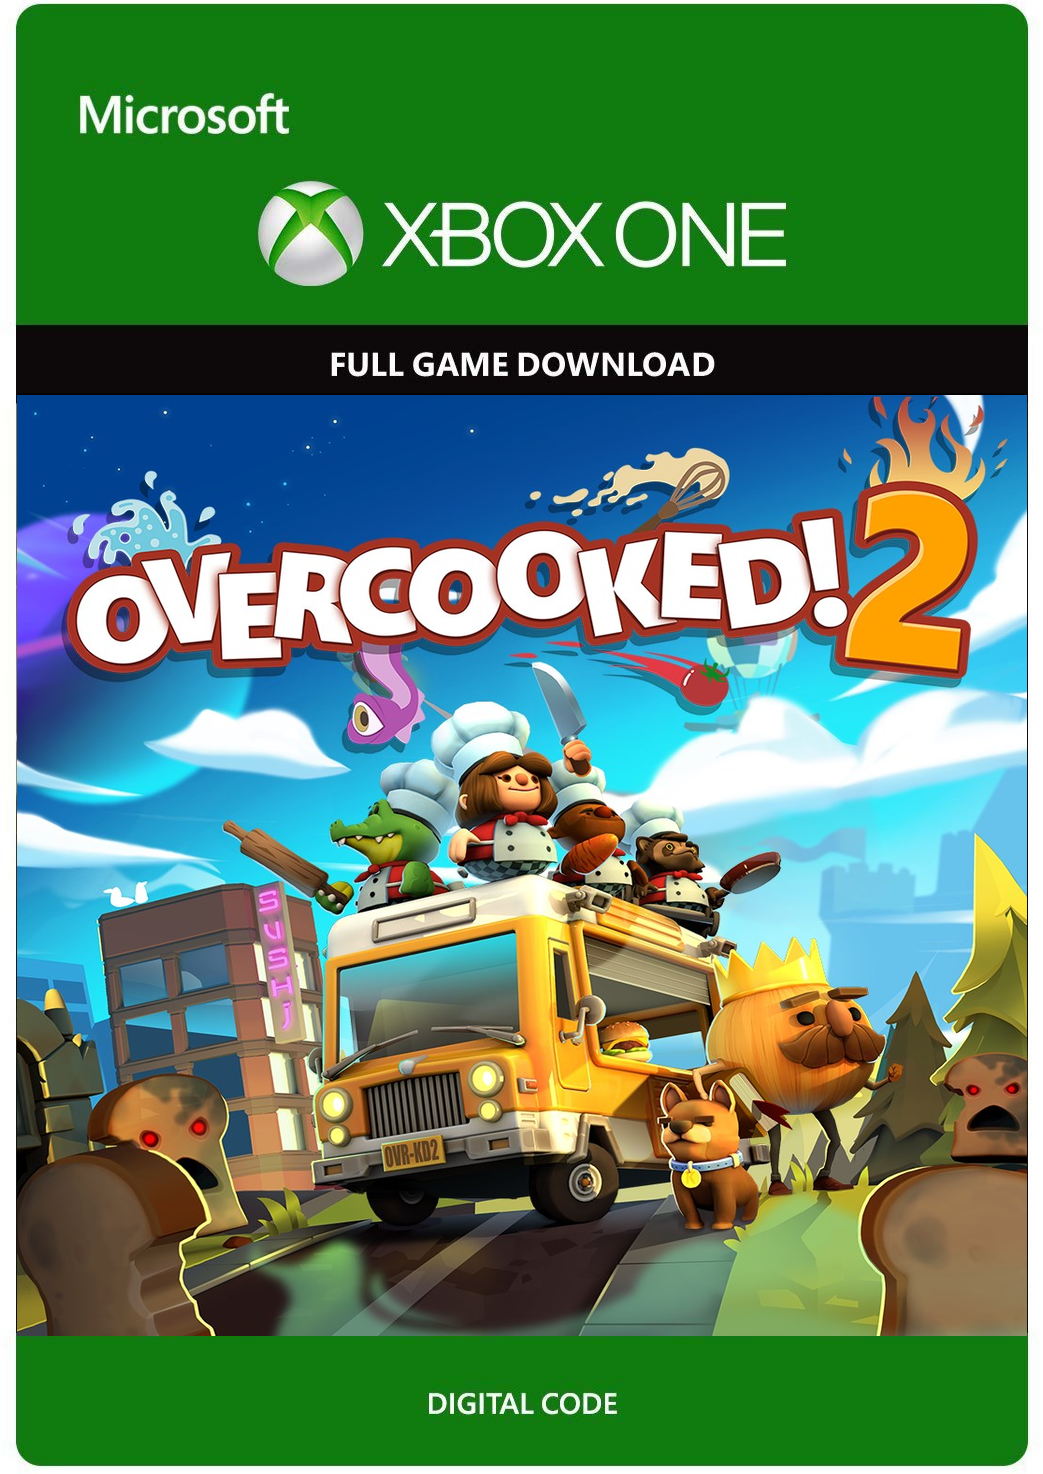 Microsoft
XBOX ONE
FULL GAME DOWNLOAD
OVERCOOKED! 2
SUSHI
OVR-KD2
DIGITAL CODE